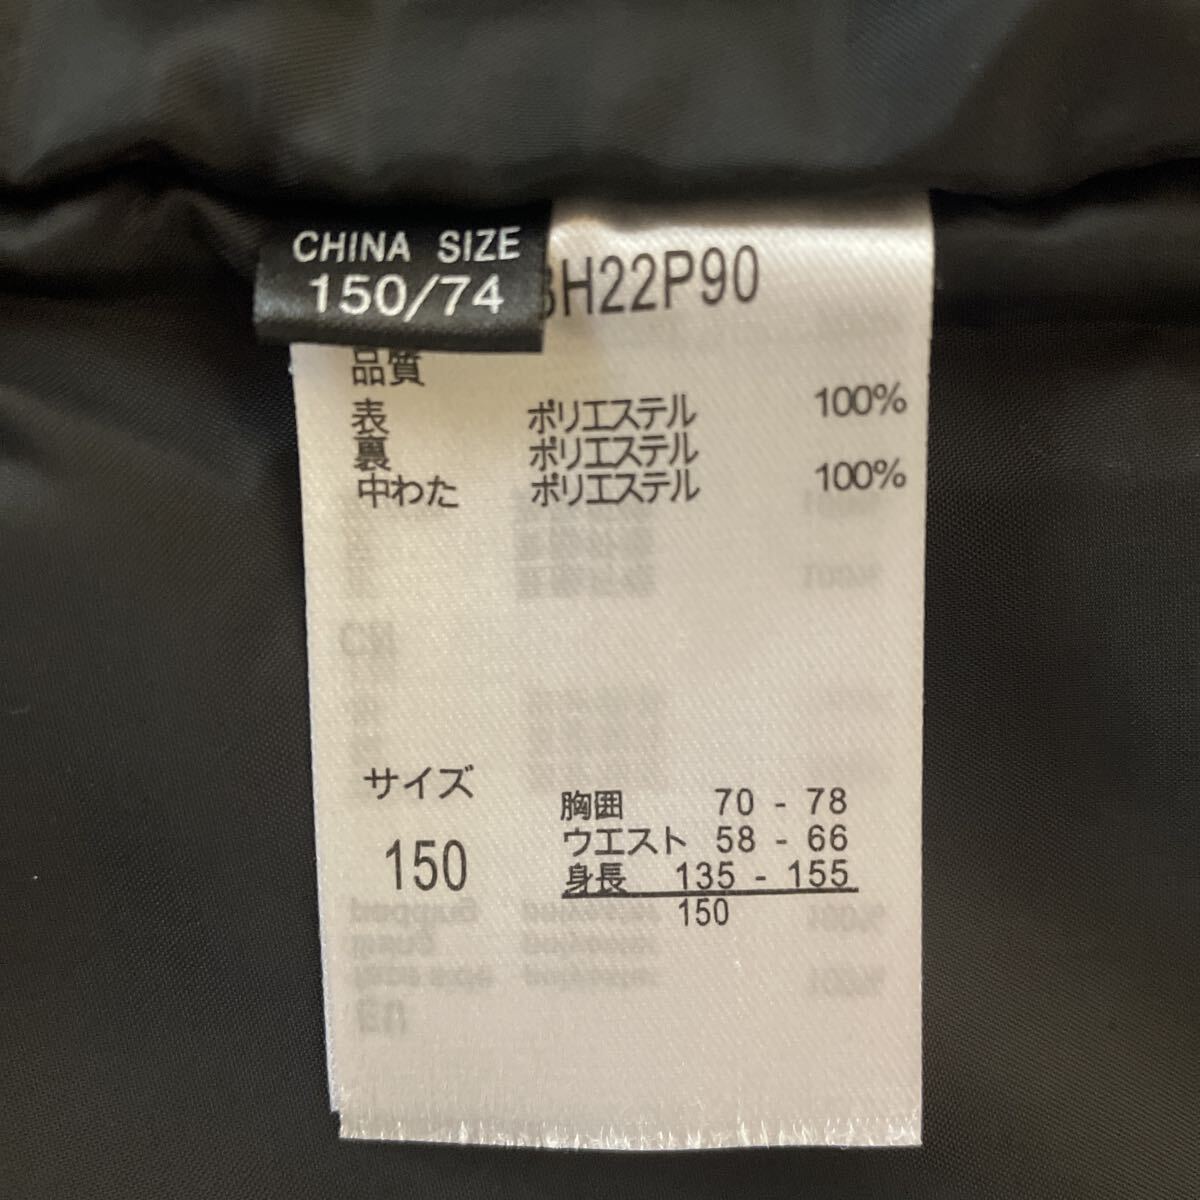 CHINA SIZE
150/74
H22P90
品質
表 ポリエステル 100%
裏 ポリエステル
中わた ポリエステル 100%
サイズ
150
胸囲 70 - 78
ウエスト 58 - 66
身長 135 - 155
150